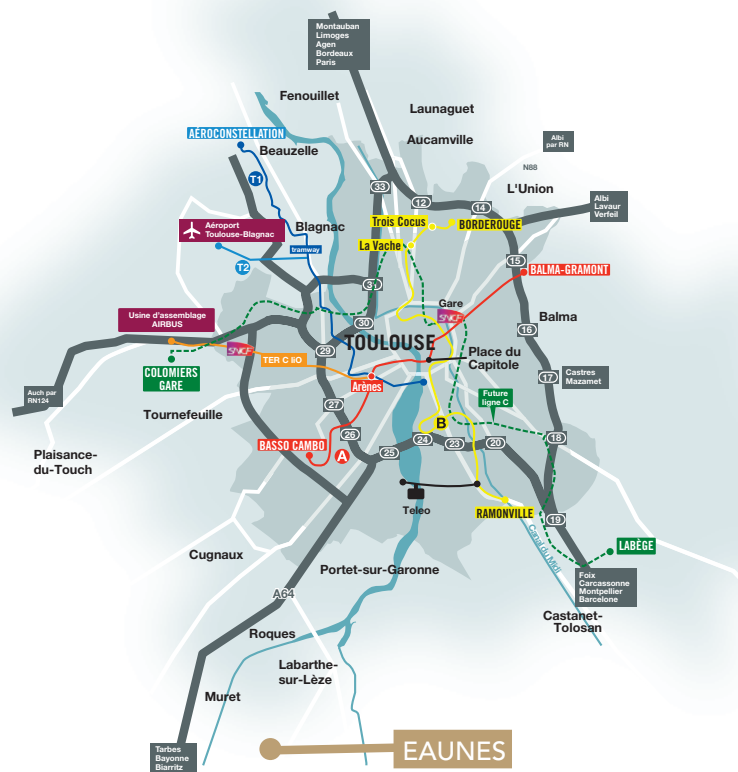 Montauban
Limoges
Agen
Bordeaux
Paris
Fenouillet
Launaguet
AÉROCONSTELLATION
Aucamville
Albi
par RN
Beauzelle
N88
T1
33
L'Union
12
14
Albi
Lavaur
Verfeil
Aéroport
Toulouse-Blagnac
Blagnac
Trois Cocus
BORDEROUGE
tramway
La Vache
T2
15
BALMA-GRAMONT
31
Gare
Usine d'assemblage
AIRBUS
30
SNCF
Balma
16
TOULOUSE
SNCF
29
TER C liO
Place du
Capitole
COLOMIERS
GARE
Arènes
17
Castres
Mazamet
Auch par
RN124
Future
ligne C
Tournefeuille
27
B
26
18
BASSO CAMBO
A
25
24
23
20
Plaisance-
du-Touch
Teleo
RAMONVILLE
19
Canal du Midi
LABÈGE
Cugnaux
Portet-sur-Garonne
Foix
Carcassonne
Montpellier
Barcelone
A64
Castanet-
Tolosan
Roques
Labarthe-
sur-Lèze
Muret
EAUNES
Tarbes
Bayonne
Biarritz